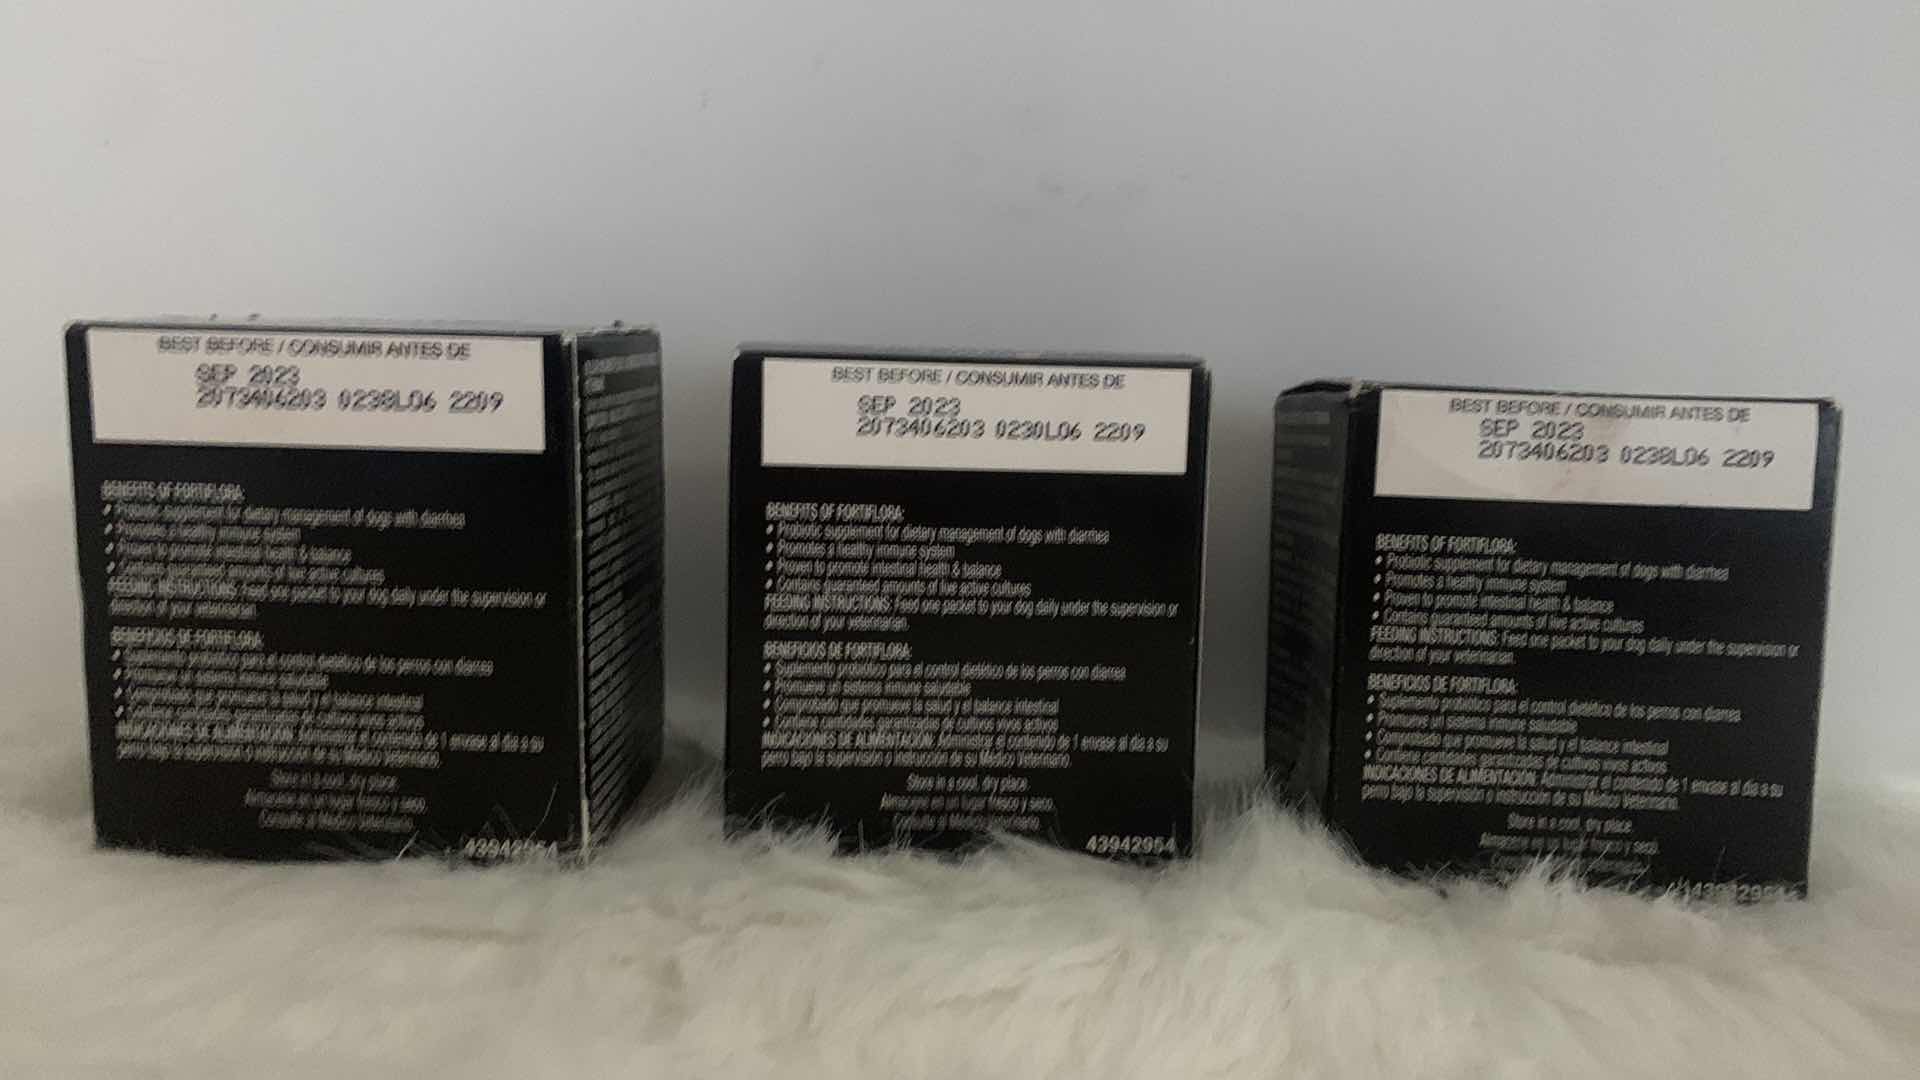 BEST BEFORE / CONSUMIR ANTES DE
SEP 2023
2073406203 0238L06 2209
BENEFITS OF FORTIFLORA:
• Probiotic supplement for dietary management of dogs with diarrhea
• Promotes a healthy immune system
• Proven to promote intestinal health & balance
• Contains guaranteed amounts of live active cultures
FEEDING INSTRUCTIONS: Feed one packet to your dog daily under the supervision or
direction of your veterinarian.
BENEFICIOS DE FORTIFLORA:
• Suplemento probiótico para el control dietético de los perros con diarrea
• Promueve un sistema inmune saludable
• Comprobado que promueve la salud y el balance intestinal
• Contiene cantidades garantizadas de cultivos vivos activos
INDICACIONES DE ALIMENTACIÓN: Administrar el contenido de 1 envase al día a su
perro bajo la supervisión o instrucción de su Médico Veterinario.
Store in a cool, dry place.
Almacene en un lugar fresco y seco.
Consulte al Médico Veterinario.
43942954
BEST BEFORE / CONSUMIR ANTES DE
SEP 2023
2073406203 0230L06 2209
BENEFITS OF FORTIFLORA:
• Probiotic supplement for dietary management of dogs with diarrhea
• Promotes a healthy immune system
• Proven to promote intestinal health & balance
• Contains guaranteed amounts of live active cultures
FEEDING INSTRUCTIONS: Feed one packet to your dog daily under the supervision or
direction of your veterinarian.
BENEFICIOS DE FORTIFLORA:
• Suplemento probiótico para el control dietético de los perros con diarrea
• Promueve un sistema inmune saludable
• Comprobado que promueve la salud y el balance intestinal
• Contiene cantidades garantizadas de cultivos vivos activos
INDICACIONES DE ALIMENTACIÓN: Administrar el contenido de 1 envase al día a su
perro bajo la supervisión o instrucción de su Médico Veterinario.
Store in a cool, dry place.
Almacene en un lugar fresco y seco.
Consulte al Médico Veterinario.
43942954
BEST BEFORE / CONSUMIR ANTES DE
SEP 2023
2073406203 0238L06 2209
BENEFITS OF FORTIFLORA:
• Probiotic supplement for dietary management of dogs with diarrhea
• Promotes a healthy immune system
• Proven to promote intestinal health & balance
• Contains guaranteed amounts of live active cultures
FEEDING INSTRUCTIONS: Feed one packet to your dog daily under the supervision or
direction of your veterinarian.
BENEFICIOS DE FORTIFLORA:
• Suplemento probiótico para el control dietético de los perros con diarrea
• Promueve un sistema inmune saludable
• Comprobado que promueve la salud y el balance intestinal
• Contiene cantidades garantizadas de cultivos vivos activos
INDICACIONES DE ALIMENTACIÓN: Administrar el contenido de 1 envase al día a su
perro bajo la supervisión o instrucción de su Médico Veterinario.
Store in a cool, dry place.
Almacene en un lugar fresco y seco.